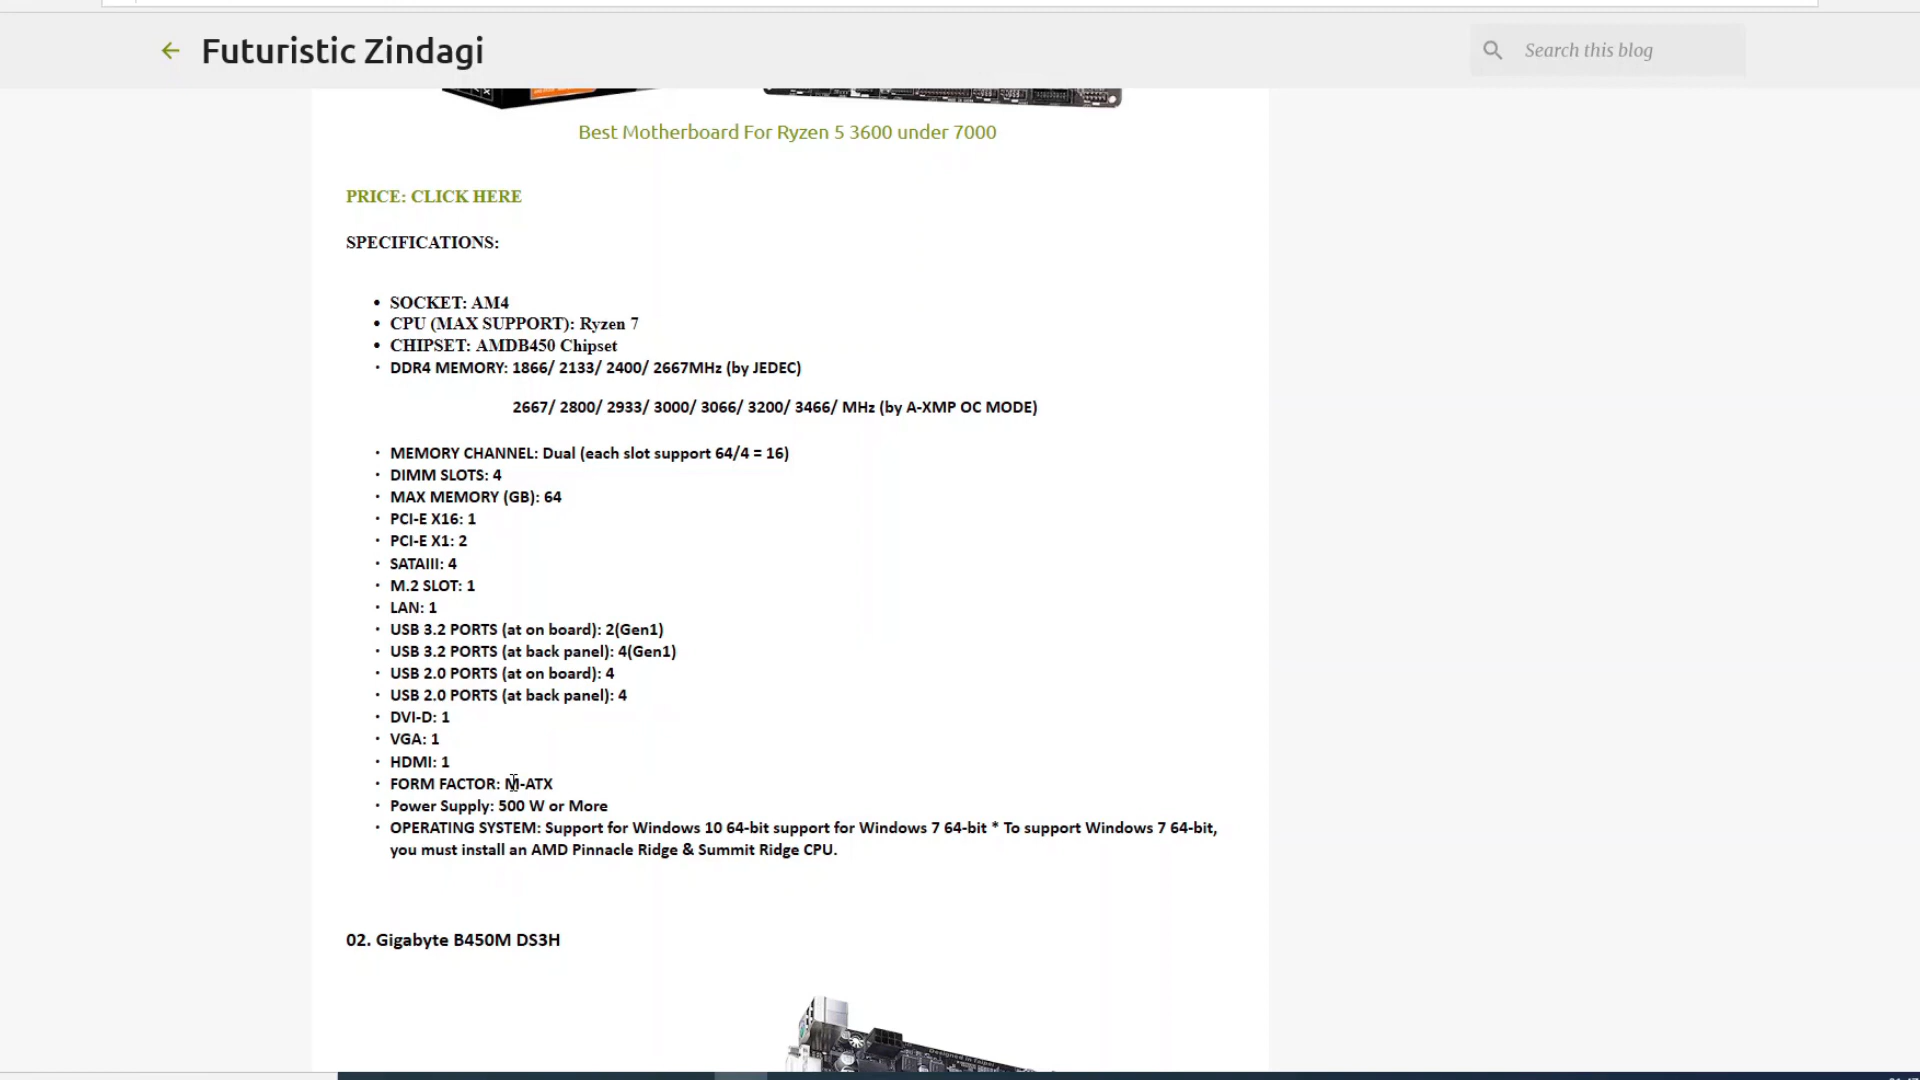 Futuristic Zindagi
Search this blog
Best Motherboard For Ryzen 5 3600 under 7000
PRICE: CLICK HERE
SPECIFICATIONS:
• SOCKET: AM4
• CPU (MAX SUPPORT): Ryzen 7
• CHIPSET: AMDB450 Chipset
• DDR4 MEMORY: 1866/ 2133/ 2400/ 2667MHz (by JEDEC)
2667/ 2800/ 2933/ 3000/ 3066/ 3200/ 3466/ MHz (by A-XMP OC MODE)
• MEMORY CHANNEL: Dual (each slot support 64/4 = 16)
• DIMM SLOTS: 4
• MAX MEMORY (GB): 64
• PCI-E X16: 1
• PCI-E X1: 2
• SATAIII: 4
• M.2 SLOT: 1
• LAN: 1
• USB 3.2 PORTS (at on board): 2(Gen1)
• USB 3.2 PORTS (at back panel): 4(Gen1)
• USB 2.0 PORTS (at on board): 4
• USB 2.0 PORTS (at back panel): 4
• DVI-D: 1
• VGA: 1
• HDMI: 1
• FORM FACTOR: M-ATX
• Power Supply: 500 W or More
• OPERATING SYSTEM: Support for Windows 10 64-bit support for Windows 7 64-bit * To support Windows 7 64-bit,
you must install an AMD Pinnacle Ridge & Summit Ridge CPU.
02. Gigabyte B450M DS3H
Designed in Taipei